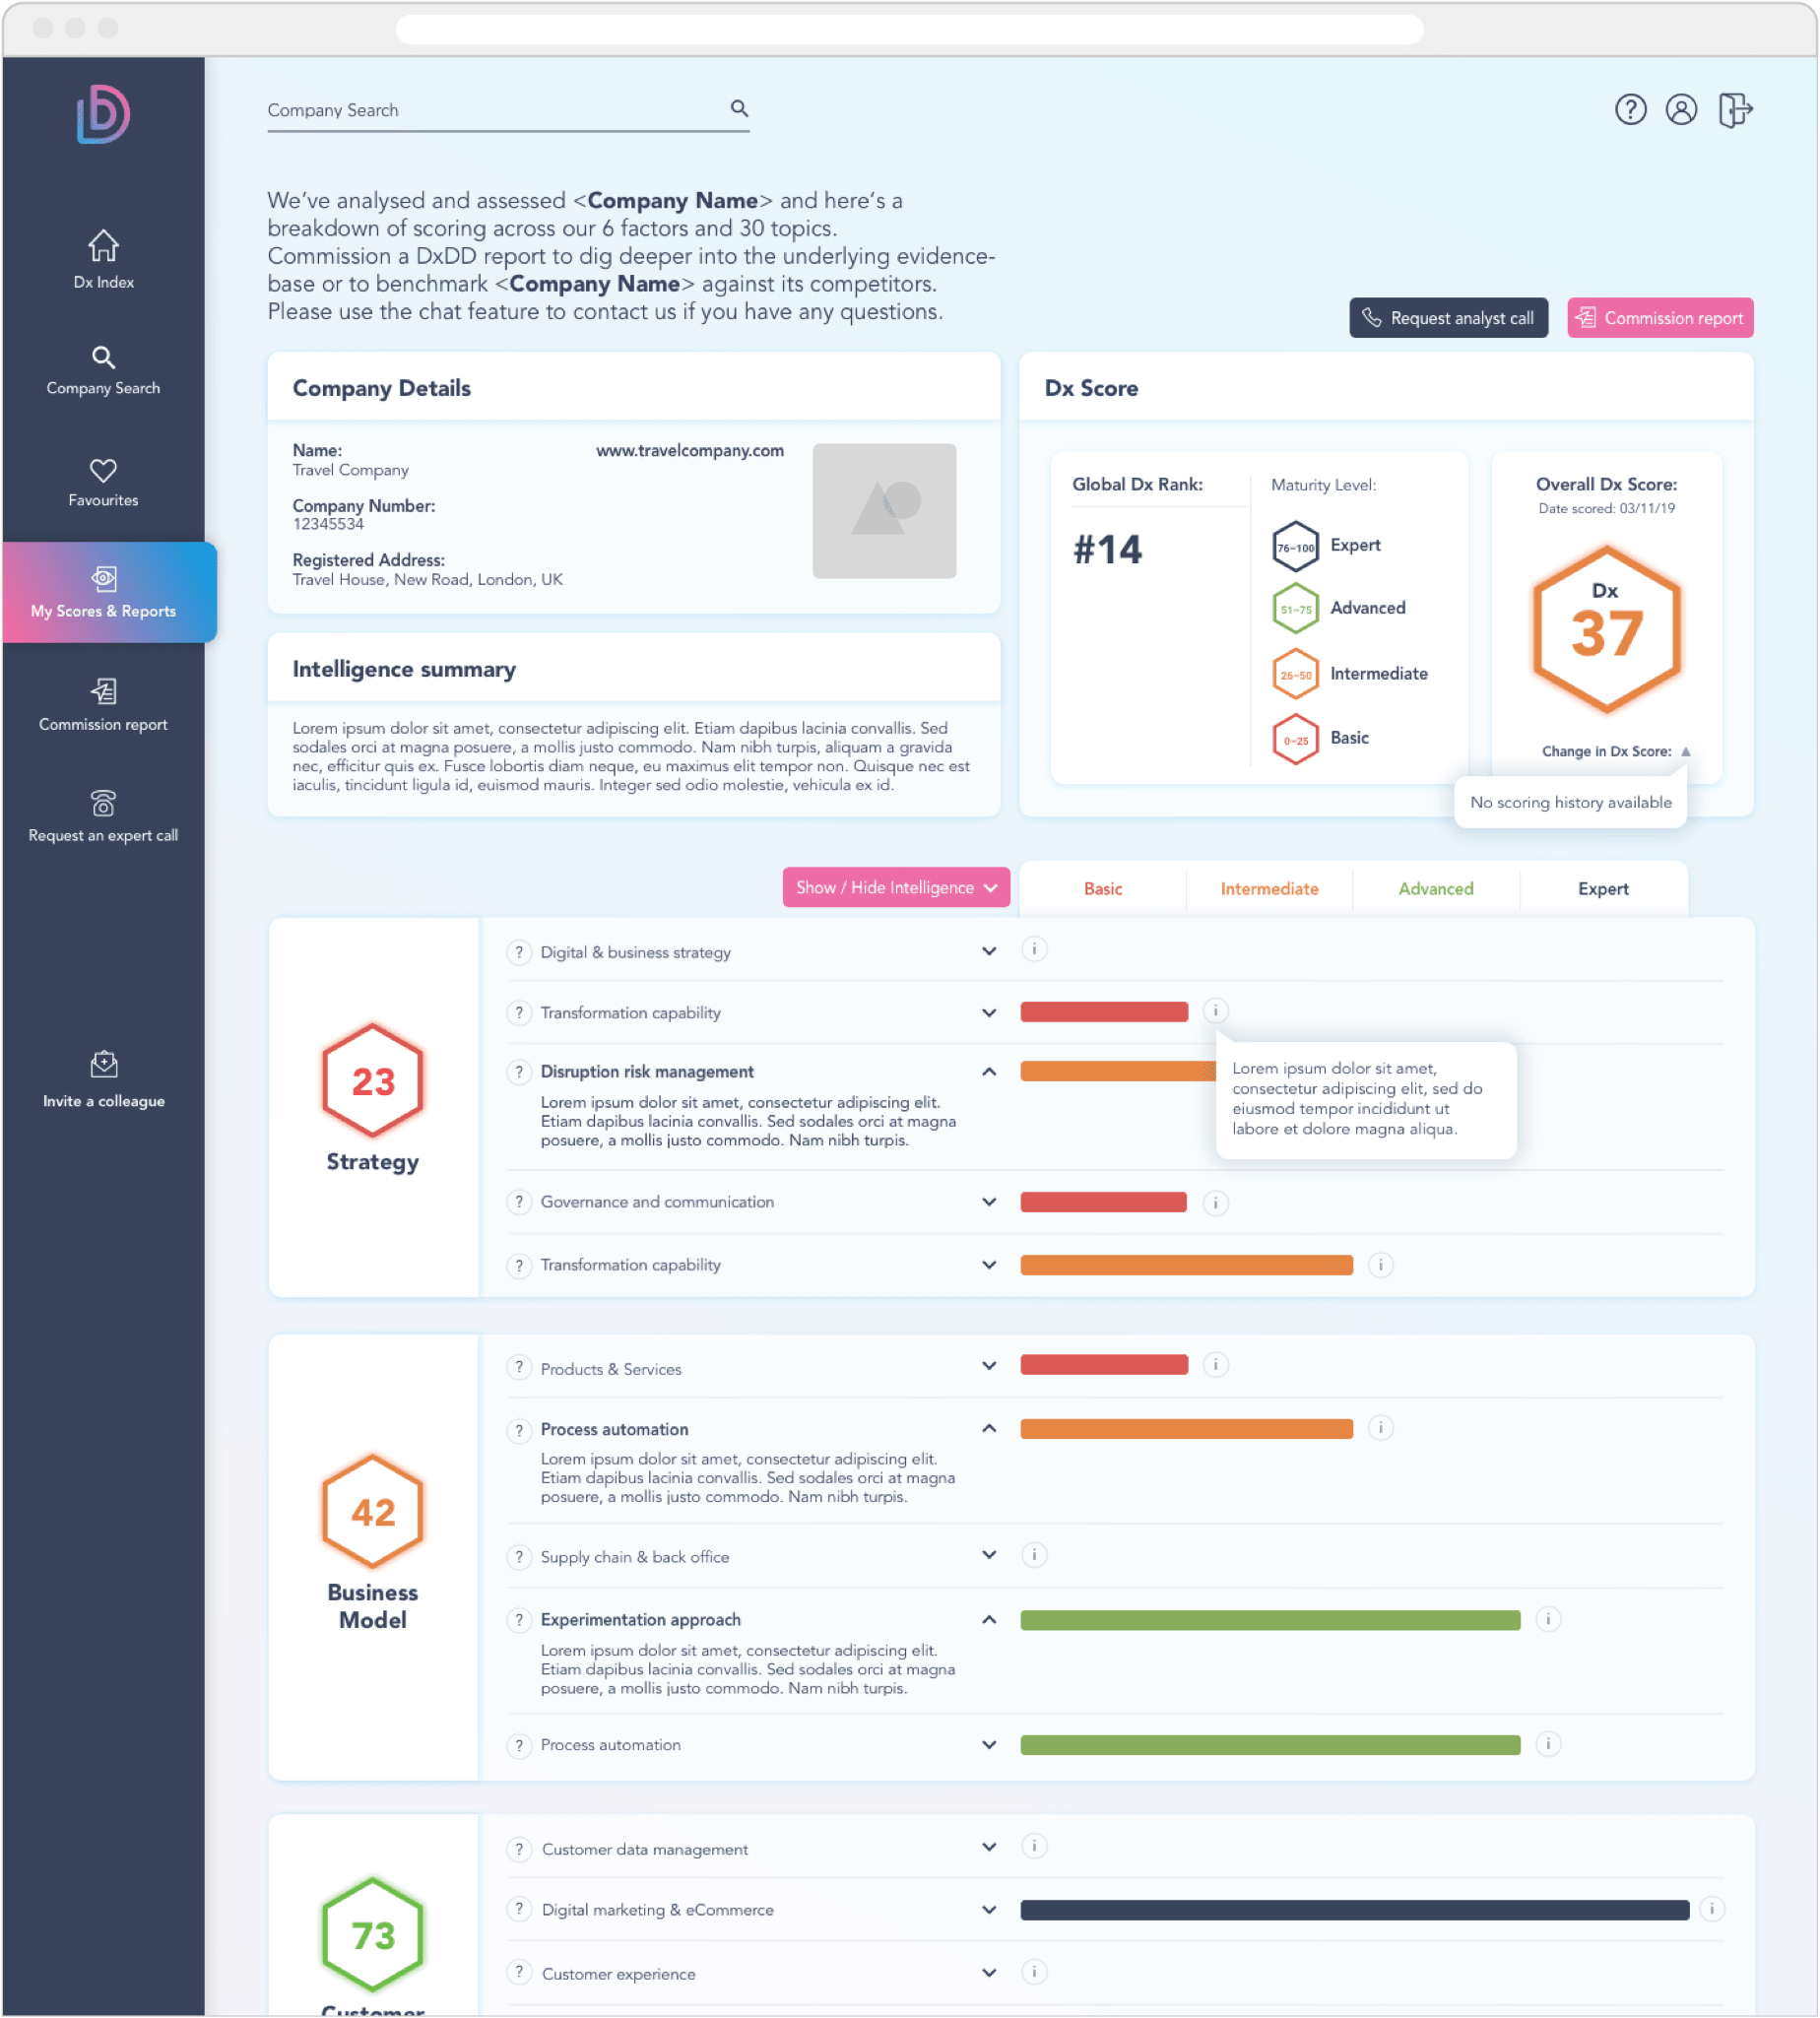 Company Search
We've analysed and assessed <Company Name> and here's a
breakdown of scoring across our 6 factors and 30 topics.
Commission a DxDD report to dig deeper into the underlying evidence-
base or to benchmark <Company Name> against its competitors.
Please use the chat feature to contact us if you have any questions.
Request analyst call
Commission report
Dx Index
Company Search
Favourites
My Scores & Reports
Commission report
Request an expert call
Invite a colleague
Company Details
Name:
Travel Company
www.travelcompany.com
Company Number:
12345534
Registered Address:
Travel House, New Road, London, UK
Intelligence summary
Lorem ipsum dolor sit amet, consectetur adipiscing elit. Etiam dapibus lacinia convallis. Sed
sodales orci at magna posuere, a mollis justo commodo. Nam nibh turpis, aliquam a gravida
nec, efficitur quis ex. Fusce lobortis diam neque, eu maximus elit tempor non. Quisque nec est
iaculis, tincidunt ligula id, euismod mauris. Integer sed odio molestie, vehicula ex id.
Dx Score
Global Dx Rank:
#14
Maturity Level:
76-100 Expert
51-75 Advanced
26-50 Intermediate
0-25 Basic
Overall Dx Score:
Date scored: 03/11/19
Dx
37
Change in Dx Score:
No scoring history available
Show / Hide Intelligence
Basic
Intermediate
Advanced
Expert
23
Strategy
? Digital & business strategy i
? Transformation capability i
? Disruption risk management
Lorem ipsum dolor sit amet, consectetur adipiscing elit.
Etiam dapibus lacinia convallis. Sed sodales orci at magna
posuere, a mollis justo commodo. Nam nibh turpis.
Lorem ipsum dolor sit amet,
consectetur adipiscing elit, sed do
eiusmod tempor incididunt ut
labore et dolore magna aliqua.
? Governance and communication i
? Transformation capability i
42
Business
Model
? Products & Services i
? Process automation i
Lorem ipsum dolor sit amet, consectetur adipiscing elit.
Etiam dapibus lacinia convallis. Sed sodales orci at magna
posuere, a mollis justo commodo. Nam nibh turpis.
? Supply chain & back office i
? Experimentation approach i
Lorem ipsum dolor sit amet, consectetur adipiscing elit.
Etiam dapibus lacinia convallis. Sed sodales orci at magna
posuere, a mollis justo commodo. Nam nibh turpis.
? Process automation i
73
Customer
? Customer data management i
? Digital marketing & eCommerce i
? Customer experience i